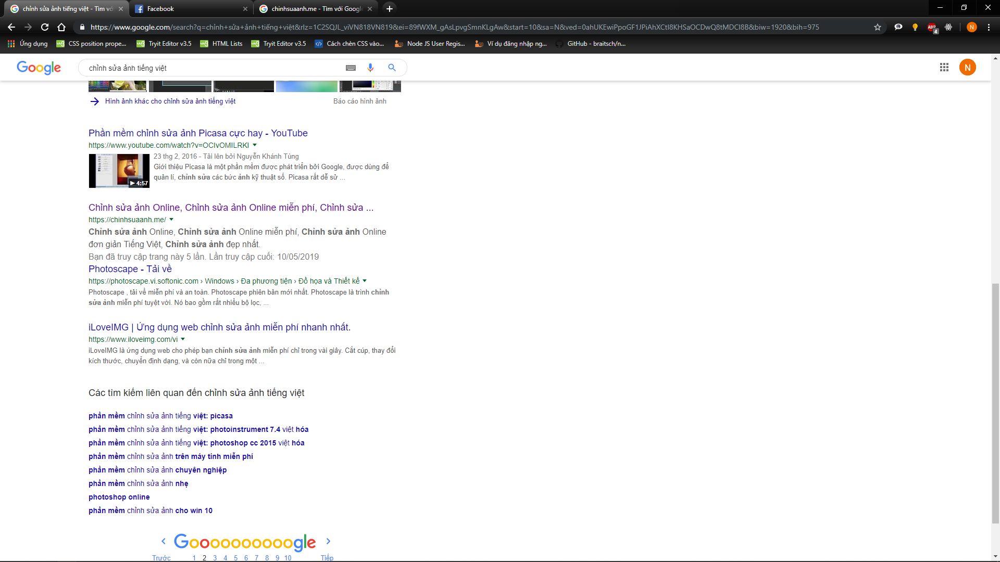 chỉnh sửa ảnh tiếng việt - Tìm vớ
Facebook
chinhsuaanh.me - Tìm với Google
https://www.google.com/search?q=chỉnh+sửa+ảnh+tiếng+việt&rlz=1C2SQJL_viVN818VN819&ei=89fWXM_gAsLpvgSmnKLgAw&start=10&sa=N&ved=0ahUKEwiPpoGF1JPiAhXCtI8KHSaOCDwQ8tMDCI8B&biw=1920&bih=975
ABP
4
N
Ứng dụng
CSS position prope...
Tryit Editor v3.5
HTML Lists
Tryit Editor v3.5
Cách chèn CSS vào...
Node JS User Regis...
Ví dụ đăng nhập ng...
GitHub - braitsch/n...
Google
chỉnh sửa ảnh tiếng việt
N
Hình ảnh khác cho chỉnh sửa ảnh tiếng việt
Báo cáo hình ảnh
Phần mềm chỉnh sửa ảnh Picasa cực hay - YouTube
https://www.youtube.com/watch?v=OCIvOMILRKI
4:57
23 thg 2, 2016 - Tải lên bởi Nguyễn Khánh Tùng
Giới thiệu Picasa là một phần mềm được phát triển bởi Google, được dùng để
quản lí, chỉnh sửa các bức ảnh kỹ thuật số. Picasa rất dễ sử ...
Chỉnh sửa ảnh Online, Chỉnh sửa ảnh Online miễn phí, Chỉnh sửa ...
https://chinhsuaanh.me/
Chỉnh sửa ảnh Online, Chỉnh sửa ảnh Online miễn phí, Chỉnh sửa ảnh Online
đơn giản Tiếng Việt, Chỉnh sửa ảnh đẹp nhất.
Bạn đã truy cập trang này 5 lần. Lần truy cập cuối: 10/05/2019
Photoscape - Tải về
https://photoscape.vi.softonic.com › Windows › Đa phương tiện › Đồ họa và Thiết kế
Photoscape , tải về miễn phí và an toàn. Photoscape phiên bản mới nhất. Photoscape là trình chỉnh
sửa ảnh miễn phí tuyệt vời. Nó bao gồm rất nhiều bộ lọc, ...
iLoveIMG | Ứng dụng web chỉnh sửa ảnh miễn phí nhanh nhất.
https://www.iloveimg.com/vi
iLoveIMG là ứng dụng web cho phép bạn chỉnh sửa ảnh miễn phí chỉ trong vài giây. Cắt cúp, thay đổi
kích thước, chuyển định dạng, và còn nữa chỉ trong một ...
Các tìm kiếm liên quan đến chỉnh sửa ảnh tiếng việt
phần mềm chỉnh sửa ảnh tiếng việt: picasa
phần mềm chỉnh sửa ảnh tiếng việt: photoinstrument 7.4 việt hóa
phần mềm chỉnh sửa ảnh tiếng việt: photoshop cc 2015 việt hóa
phần mềm chỉnh sửa ảnh trên máy tính miễn phí
phần mềm chỉnh sửa ảnh chuyên nghiệp
phần mềm chỉnh sửa ảnh nhẹ
photoshop online
phần mềm chỉnh sửa ảnh cho win 10
Goooooooooogle
Trước 1 2 3 4 5 6 7 8 9 10 Tiếp